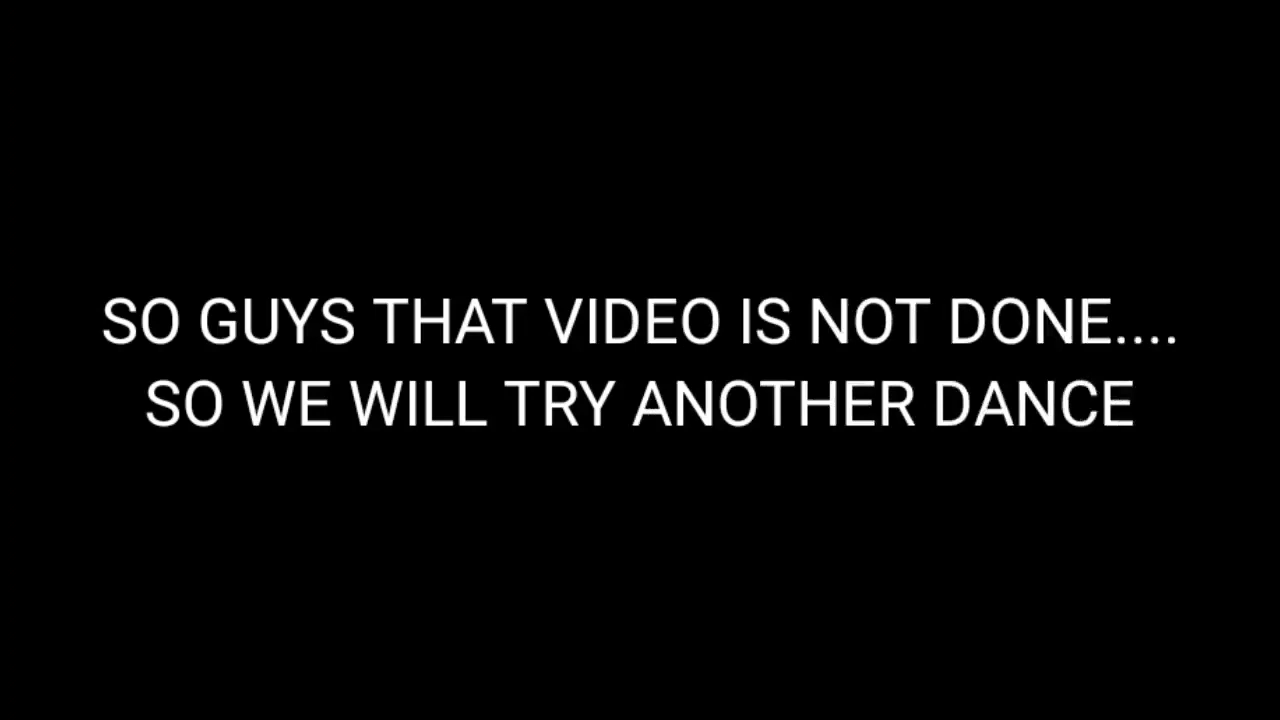 SO GUYS THAT VIDEO IS NOT DONE....
SO WE WILL TRY ANOTHER DANCE